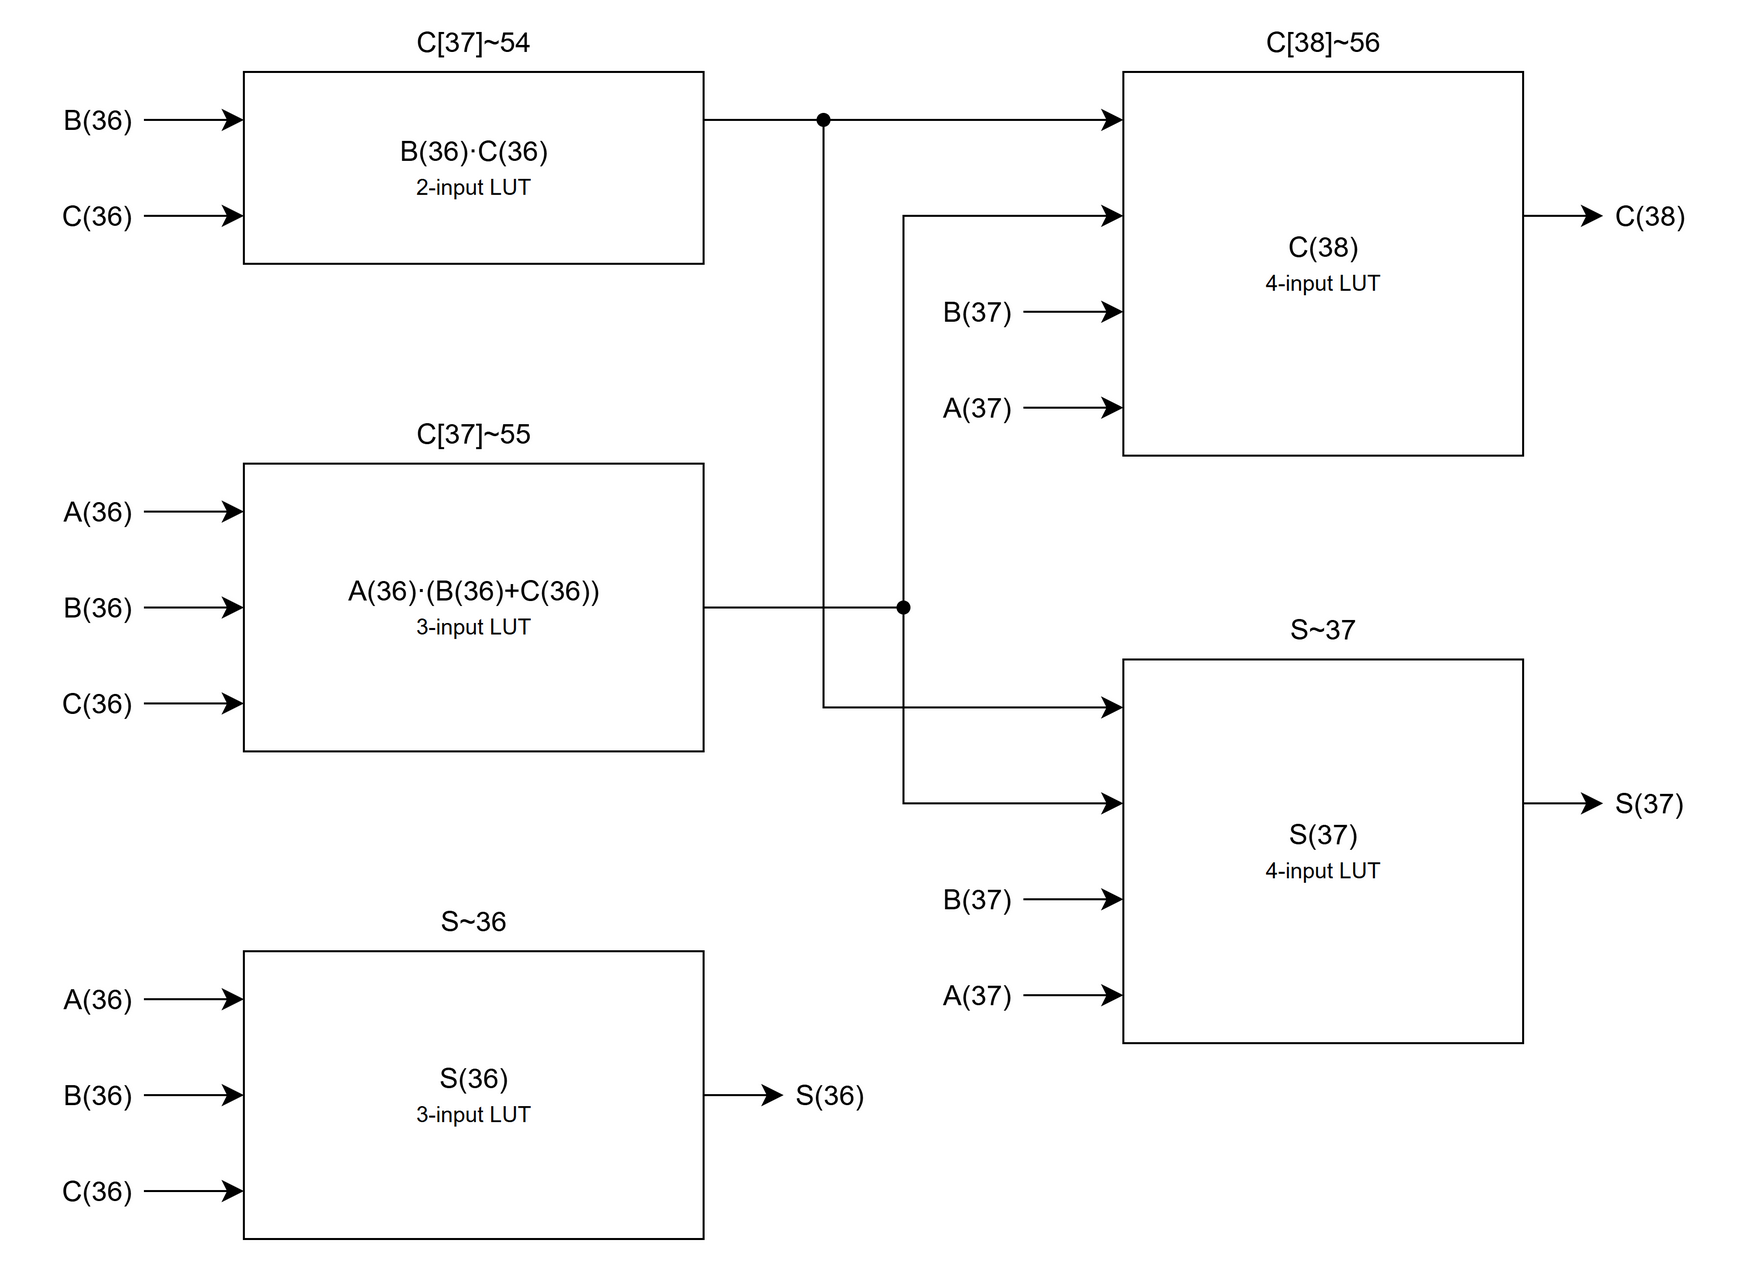 C[37]~54
B(36)
C(36)
B(36)·C(36)
2-input LUT
C[38]~56
B(37)
A(37)
C(38)
4-input LUT
C(38)
C[37]~55
A(36)
B(36)
C(36)
A(36)·(B(36)+C(36))
3-input LUT
S~37
B(37)
A(37)
S(37)
4-input LUT
S(37)
S~36
A(36)
B(36)
C(36)
S(36)
3-input LUT
S(36)